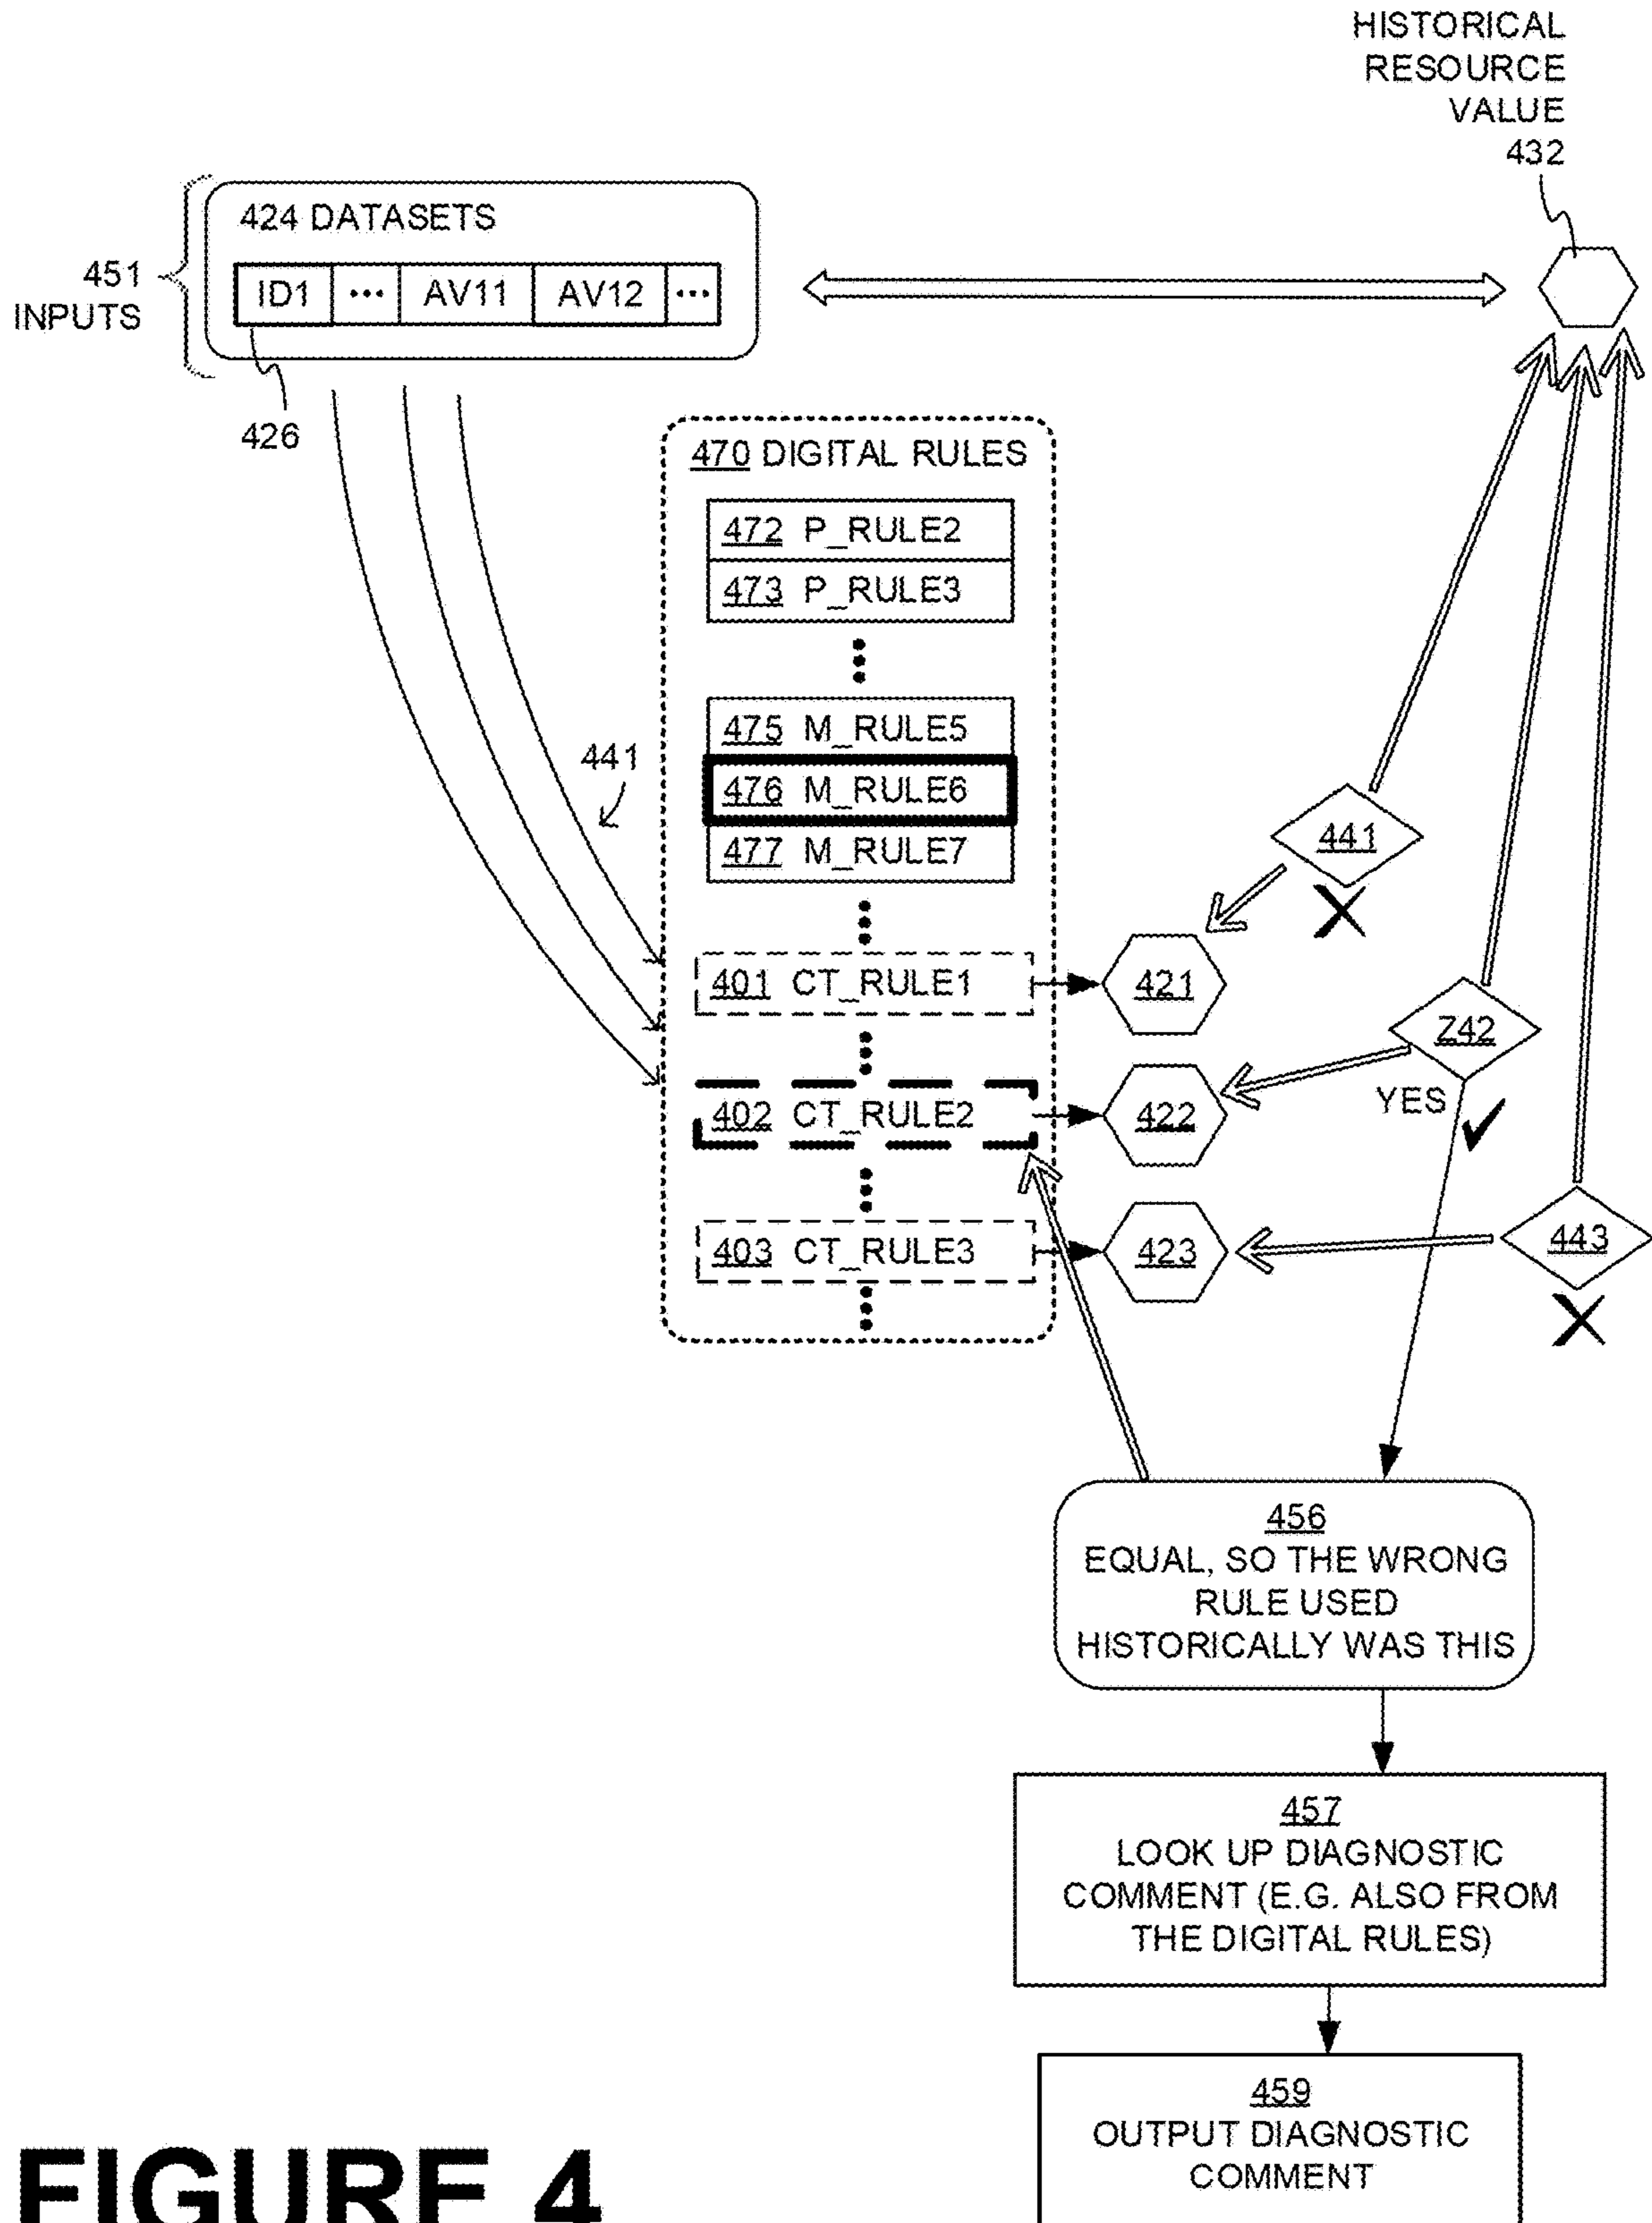 HISTORICAL
RESOURCE
VALUE
432
424 DATASETS
451
INPUTS
ID1 ... AV11 AV12 ...
426
470 DIGITAL RULES
472 P_RULE2
473 P_RULE3
475 M_RULE5
441
476 M_RULE6
477 M_RULE7
441
401 CT_RULE1
421
Z42
402 CT_RULE2
422
YES
403 CT_RULE3
423
443
456
EQUAL, SO THE WRONG
RULE USED
HISTORICALLY WAS THIS
457
LOOK UP DIAGNOSTIC
COMMENT (E.G. ALSO FROM
THE DIGITAL RULES)
459
OUTPUT DIAGNOSTIC
COMMENT
FIGURE 4